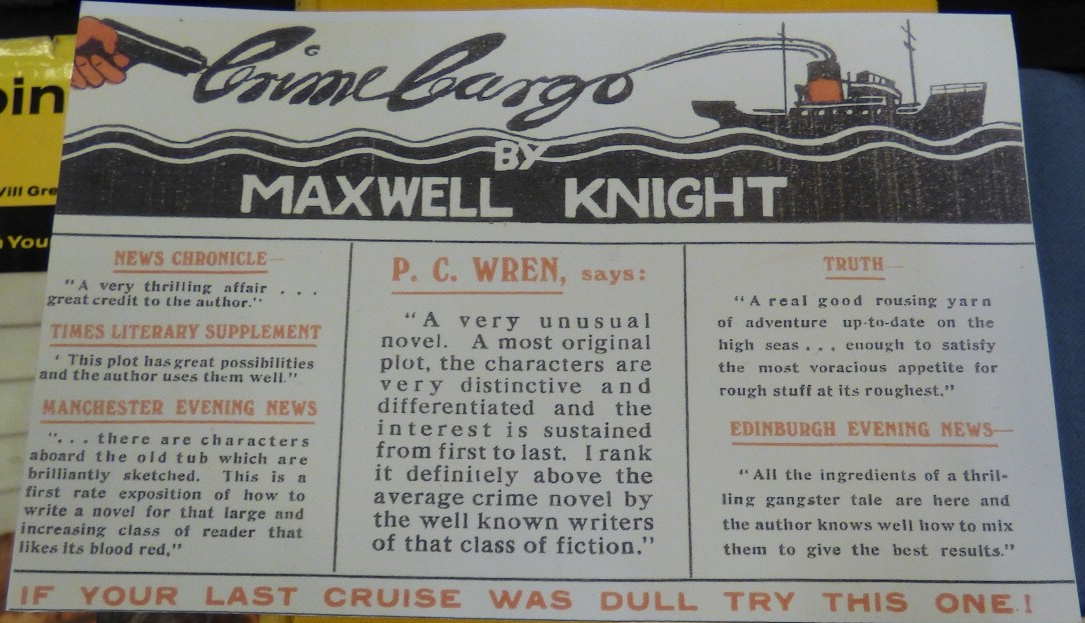 Crime Cargo
BY
MAXWELL KNIGHT
NEWS CHRONICLE—
"A very thrilling affair . . .
great credit to the author."
TIMES LITERARY SUPPLEMENT
' This plot has great possibilities
and the author uses them well."
MANCHESTER EVENING NEWS
". . . there are characters
aboard the old tub which are
brilliantly sketched. This is a
first rate exposition of how to
write a novel for that large and
increasing class of reader that
likes its blood red."
P. C. WREN, says:
"A very unusual
novel. A most original
plot, the characters are
very distinctive and
differentiated and the
interest is sustained
from first to last. I rank
it definitely above the
average crime novel by
the well known writers
of that class of fiction."
TRUTH—
"A real good rousing yarn
of adventure up-to-date on the
high seas . . . enough to satisfy
the most voracious appetite for
rough stuff at its roughest."
EDINBURGH EVENING NEWS—
"All the ingredients of a thril-
ling gangster tale are here and
the author knows well how to mix
them to give the best results."
IF YOUR LAST CRUISE WAS DULL TRY THIS ONE!